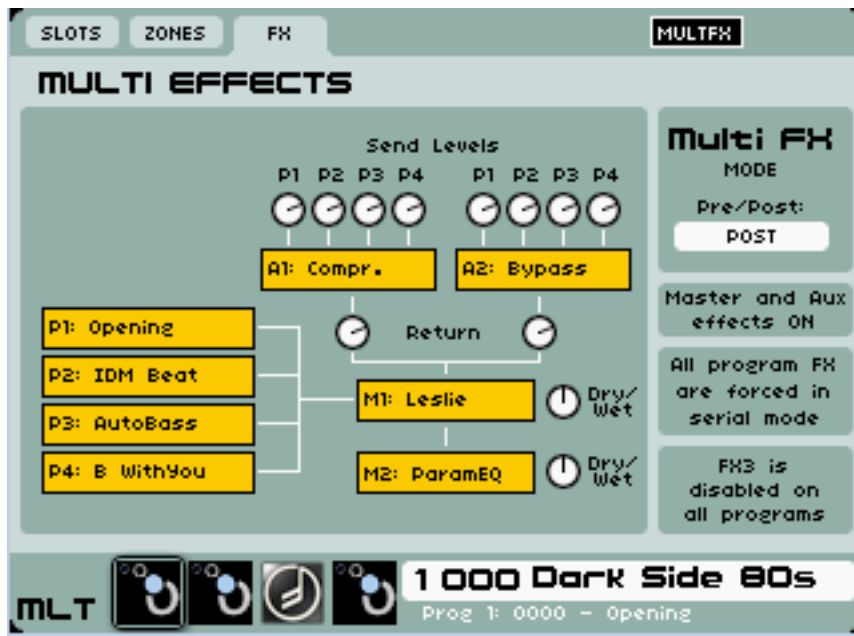 SLOTS ZONES FX MULTFX
MULTI EFFECTS
Send Levels
P1 P2 P3 P4 P1 P2 P3 P4
A1: Compr. A2: Bypass
Return
P1: Opening
P2: IDM Beat
P3: AutoBass
P4: B WithYou
M1: Leslie Dry/
Wet
M2: ParamEQ Dry/
Wet
Multi FX
MODE
Pre/Post:
POST
Master and Aux
effects ON
All program FX
are forced in
serial mode
FX3 is
disabled on
all programs
MLT
1 000 Dark Side 80s
Prog 1: 0000 - Opening